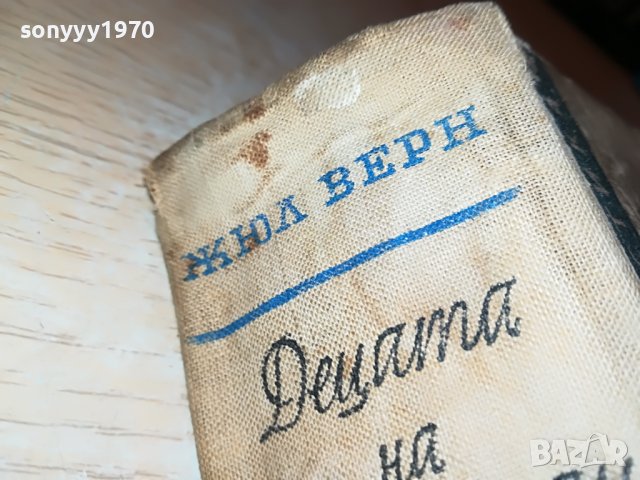 sonyyy1970
ЖЮЛ ВЕРН
Децата
на
BAZAR